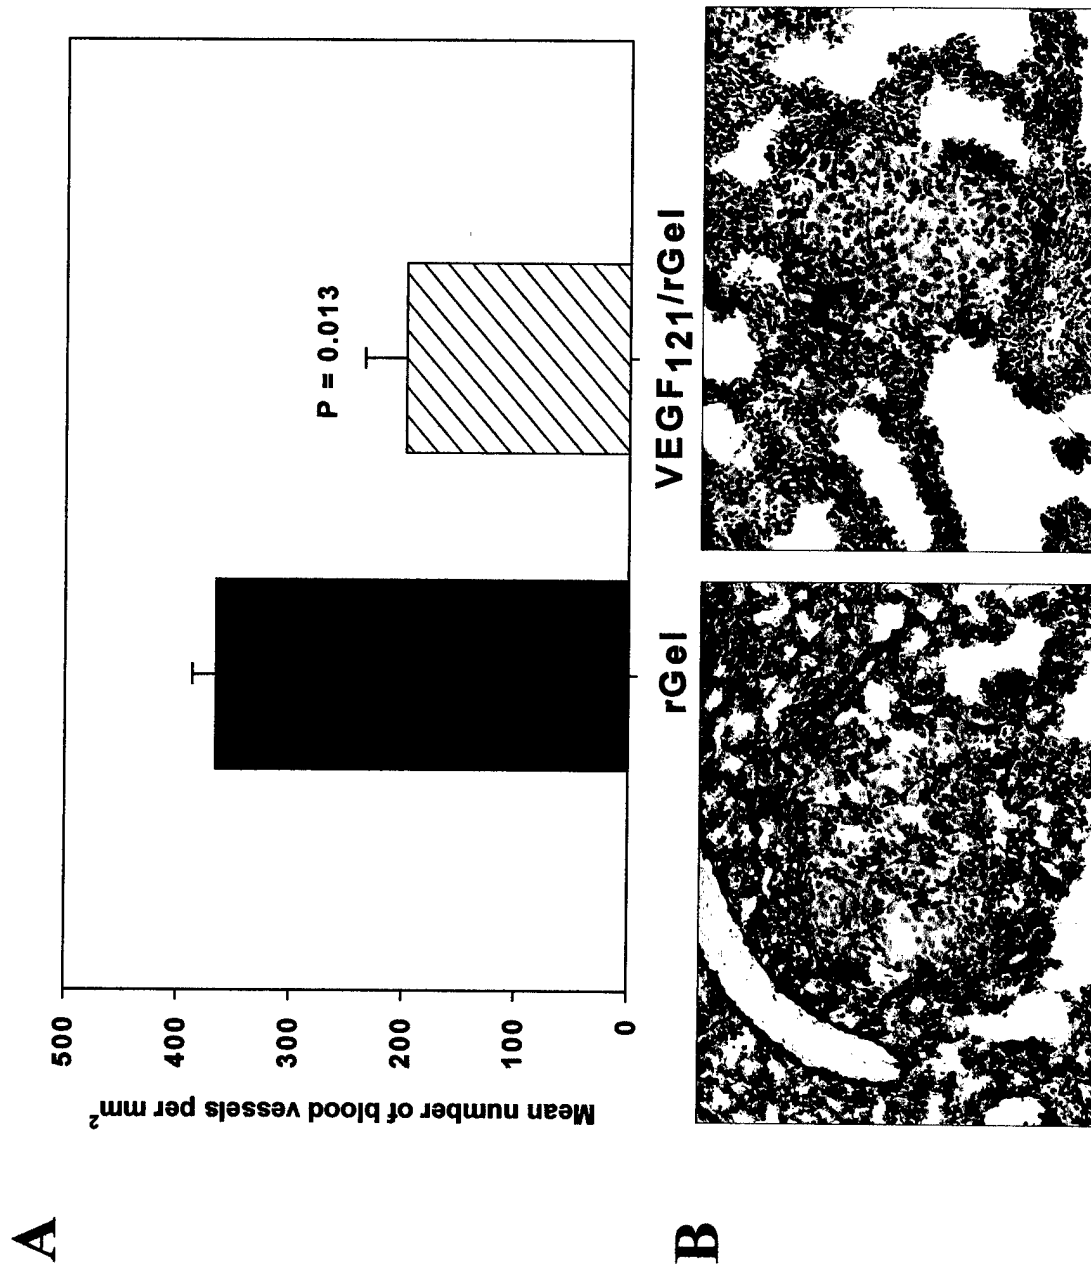 A
P = 0.013
500
400
300
200
100
0
Mean number of blood vessels per mm²
rGel
VEGF₁₂₁/rGel
B